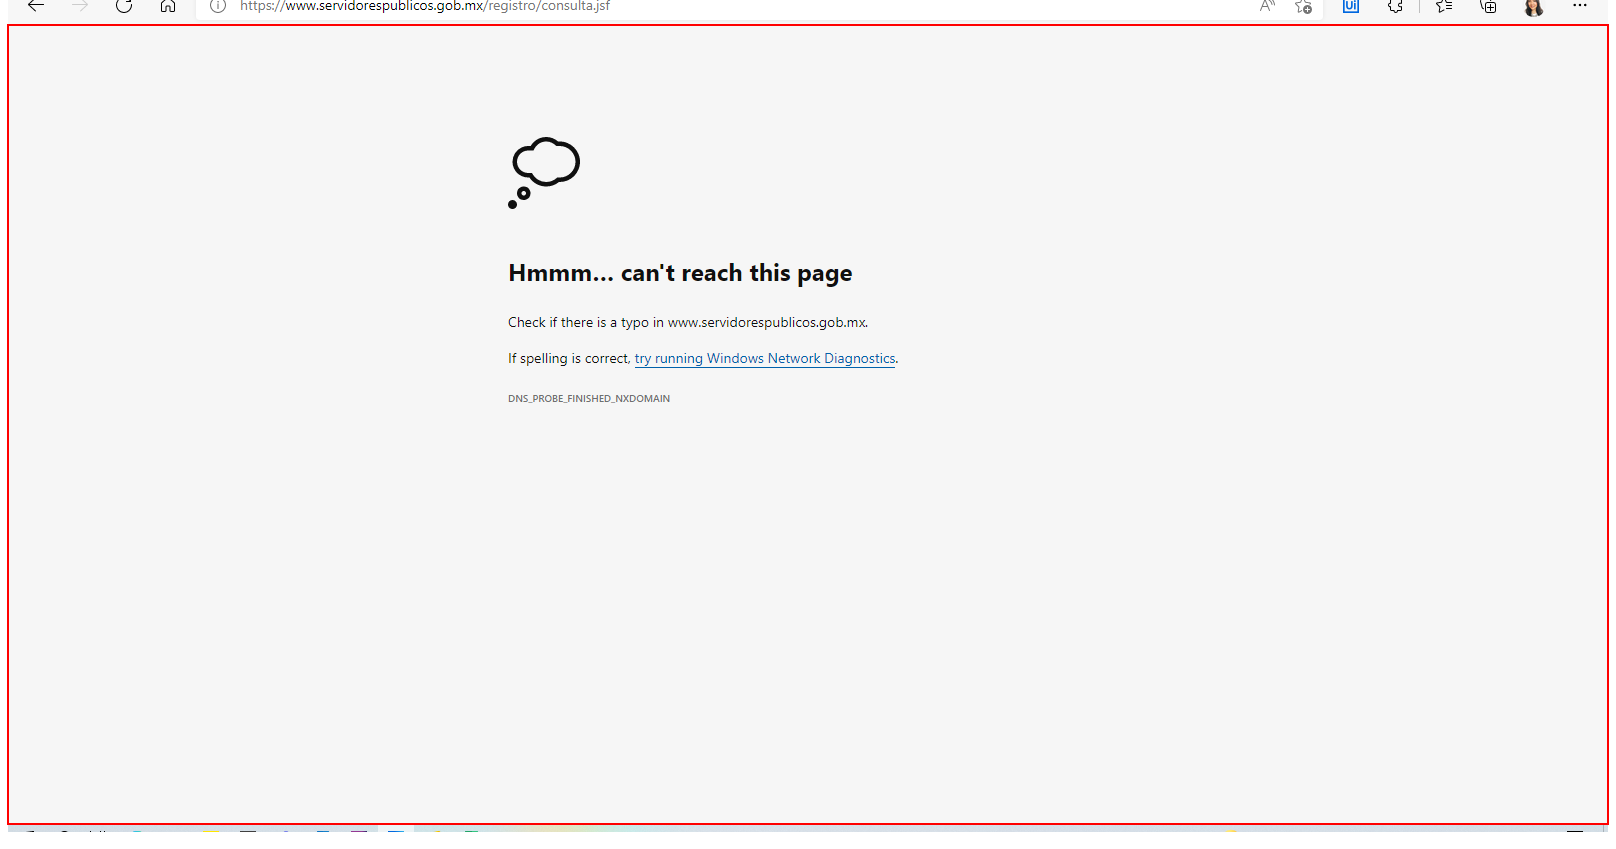 https://www.servidorespublicos.gob.mx/registro/consulta.jsf
Hmmm... can't reach this page
Check if there is a typo in www.servidorespublicos.gob.mx.
If spelling is correct, try running Windows Network Diagnostics.
DNS_PROBE_FINISHED_NXDOMAIN